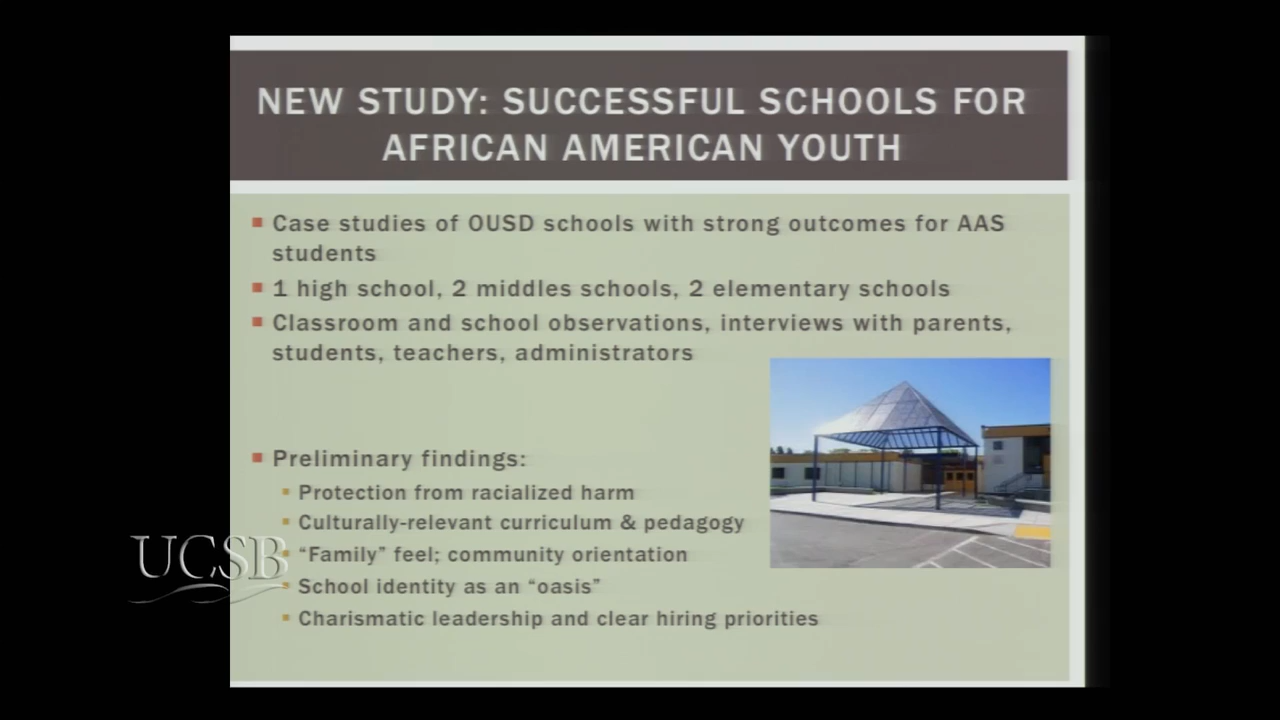 NEW STUDY: SUCCESSFUL SCHOOLS FOR
AFRICAN AMERICAN YOUTH
Case studies of OUSD schools with strong outcomes for AAS
students
1 high school, 2 middles schools, 2 elementary schools
Classroom and school observations, interviews with parents,
students, teachers, administrators
Preliminary findings:
Protection from racialized harm
Culturally-relevant curriculum & pedagogy
“Family” feel; community orientation
School identity as an “oasis”
Charismatic leadership and clear hiring priorities
UCSB